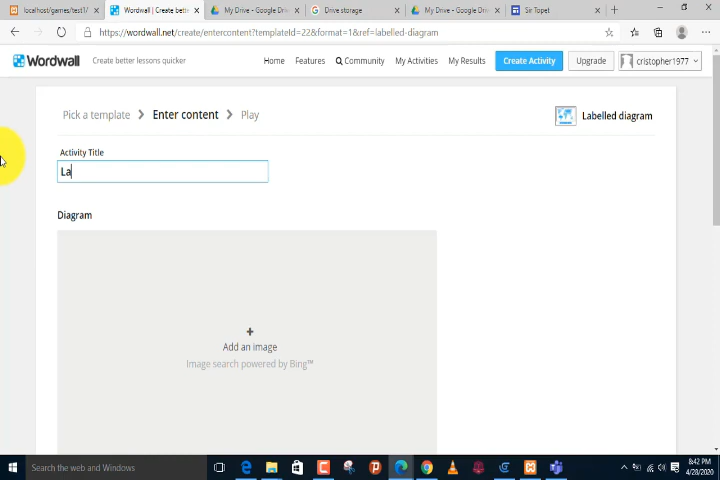 localhost/games/test1/
Wordwall | Create bett
My Drive - Google Driv
Drive storage
My Drive - Google Driv
Sir Topet
https://wordwall.net/create/entercontent?templateId=22&format=1&ref=labelled-diagram
Wordwall
Create better lessons quicker
Home
Features
Community
My Activities
My Results
Create Activity
Upgrade
cristopher1977
Pick a template
Enter content
Play
Labelled diagram
Activity Title
La
Diagram
+
Add an image
Image search powered by Bing™
Search the web and Windows
8:42 PM
4/28/2020